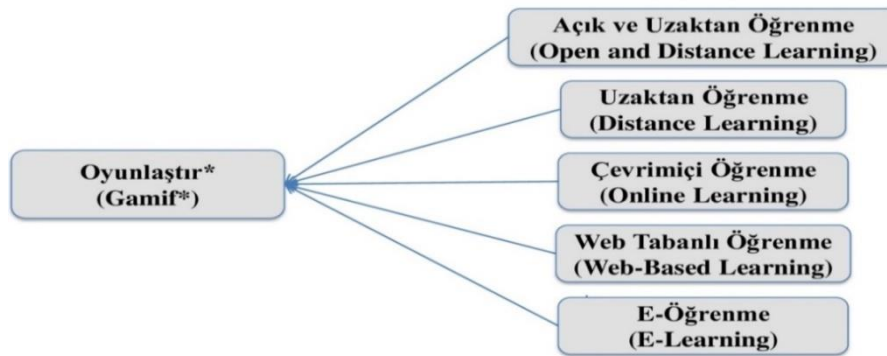 Açık ve Uzaktan Öğrenme
(Open and Distance Learning)
Uzaktan Öğrenme
(Distance Learning)
Oyunlaştır*
(Gamif*)
Çevrimiçi Öğrenme
(Online Learning)
Web Tabanlı Öğrenme
(Web-Based Learning)
E-Öğrenme
(E-Learning)